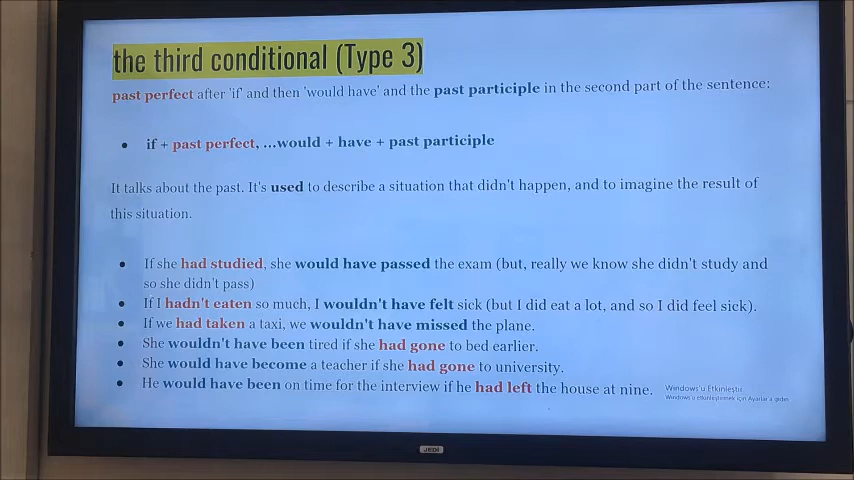 the third conditional (Type 3)
past perfect after 'if' and then 'would have' and the past participle in the second part of the sentence:
• if + past perfect, ...would + have + past participle
It talks about the past. It's used to describe a situation that didn't happen, and to imagine the result of
this situation.
• If she had studied, she would have passed the exam (but, really we know she didn't study and
so she didn't pass)
• If I hadn't eaten so much, I wouldn't have felt sick (but I did eat a lot, and so I did feel sick).
• If we had taken a taxi, we wouldn't have missed the plane.
• She wouldn't have been tired if she had gone to bed earlier.
• She would have become a teacher if she had gone to university.
• He would have been on time for the interview if he had left the house at nine.
Windows'u Etkinleştir
Windows'u etkinleştirmek için Ayarlar'a gidin.
JEDI